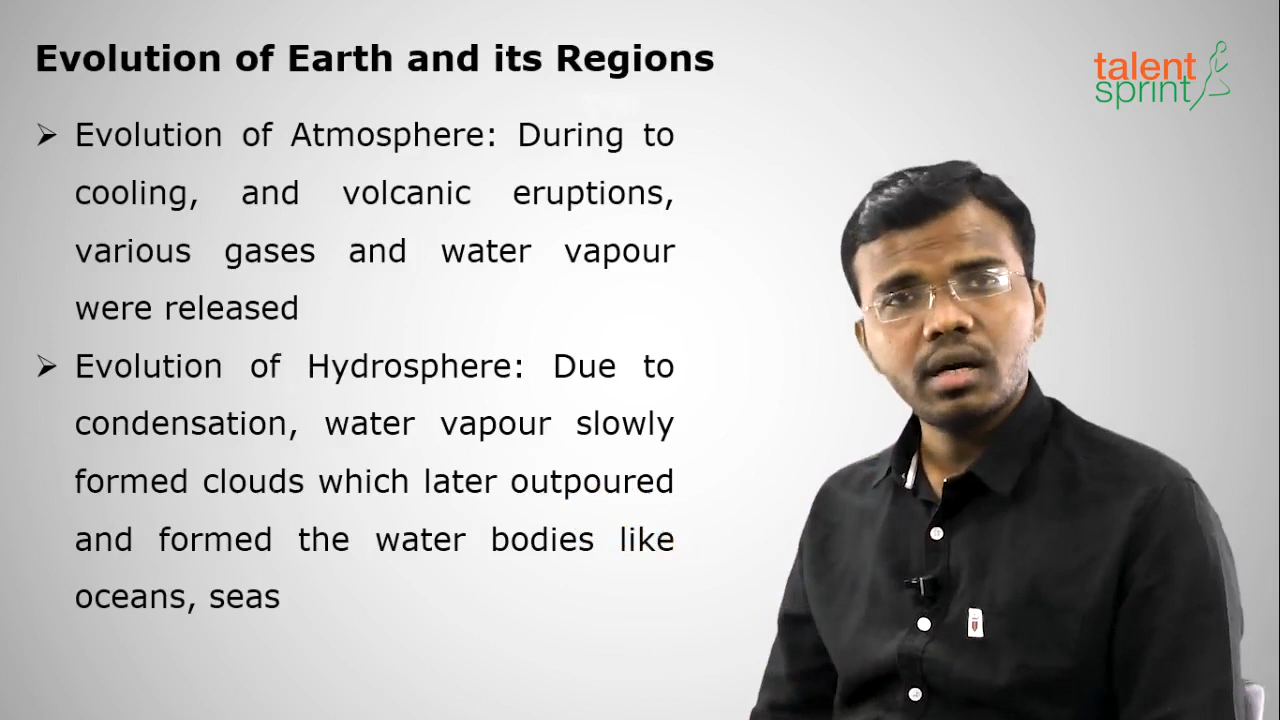 Evolution of Earth and its Regions
talent
sprint
➢ Evolution of Atmosphere: During to
cooling, and volcanic eruptions,
various gases and water vapour
were released
➢ Evolution of Hydrosphere: Due to
condensation, water vapour slowly
formed clouds which later outpoured
and formed the water bodies like
oceans, seas